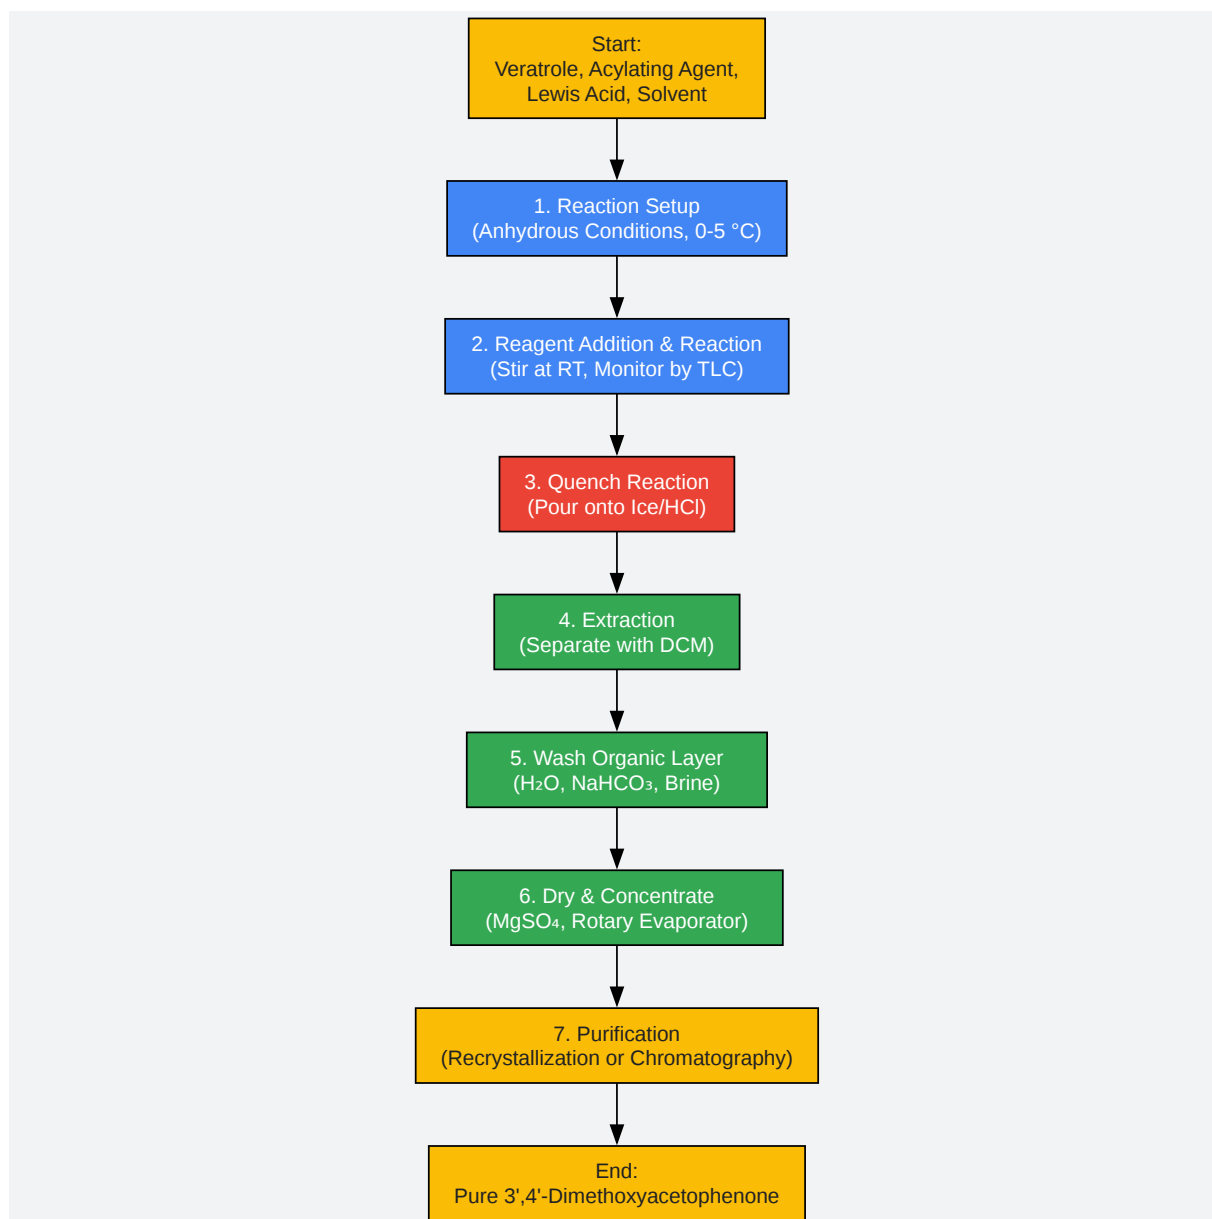 Start:
Veratrole, Acylating Agent,
Lewis Acid, Solvent
1. Reaction Setup
(Anhydrous Conditions, 0-5 °C)
2. Reagent Addition & Reaction
(Stir at RT, Monitor by TLC)
3. Quench Reaction
(Pour onto Ice/HCl)
4. Extraction
(Separate with DCM)
5. Wash Organic Layer
(H₂O, NaHCO₃, Brine)
6. Dry & Concentrate
(MgSO₄, Rotary Evaporator)
7. Purification
(Recrystallization or Chromatography)
End:
Pure 3',4'-Dimethoxyacetophenone